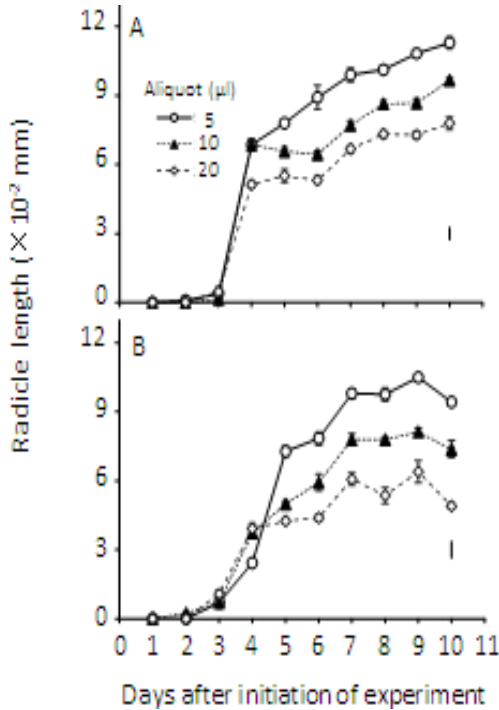 A
12
9
6
3
0
Aliquot (µl)
5
10
20
Radicle length (×10⁻² mm)
B
12
9
6
3
0
0 1 2 3 4 5 6 7 8 9 10 11
Days after initiation of experiment